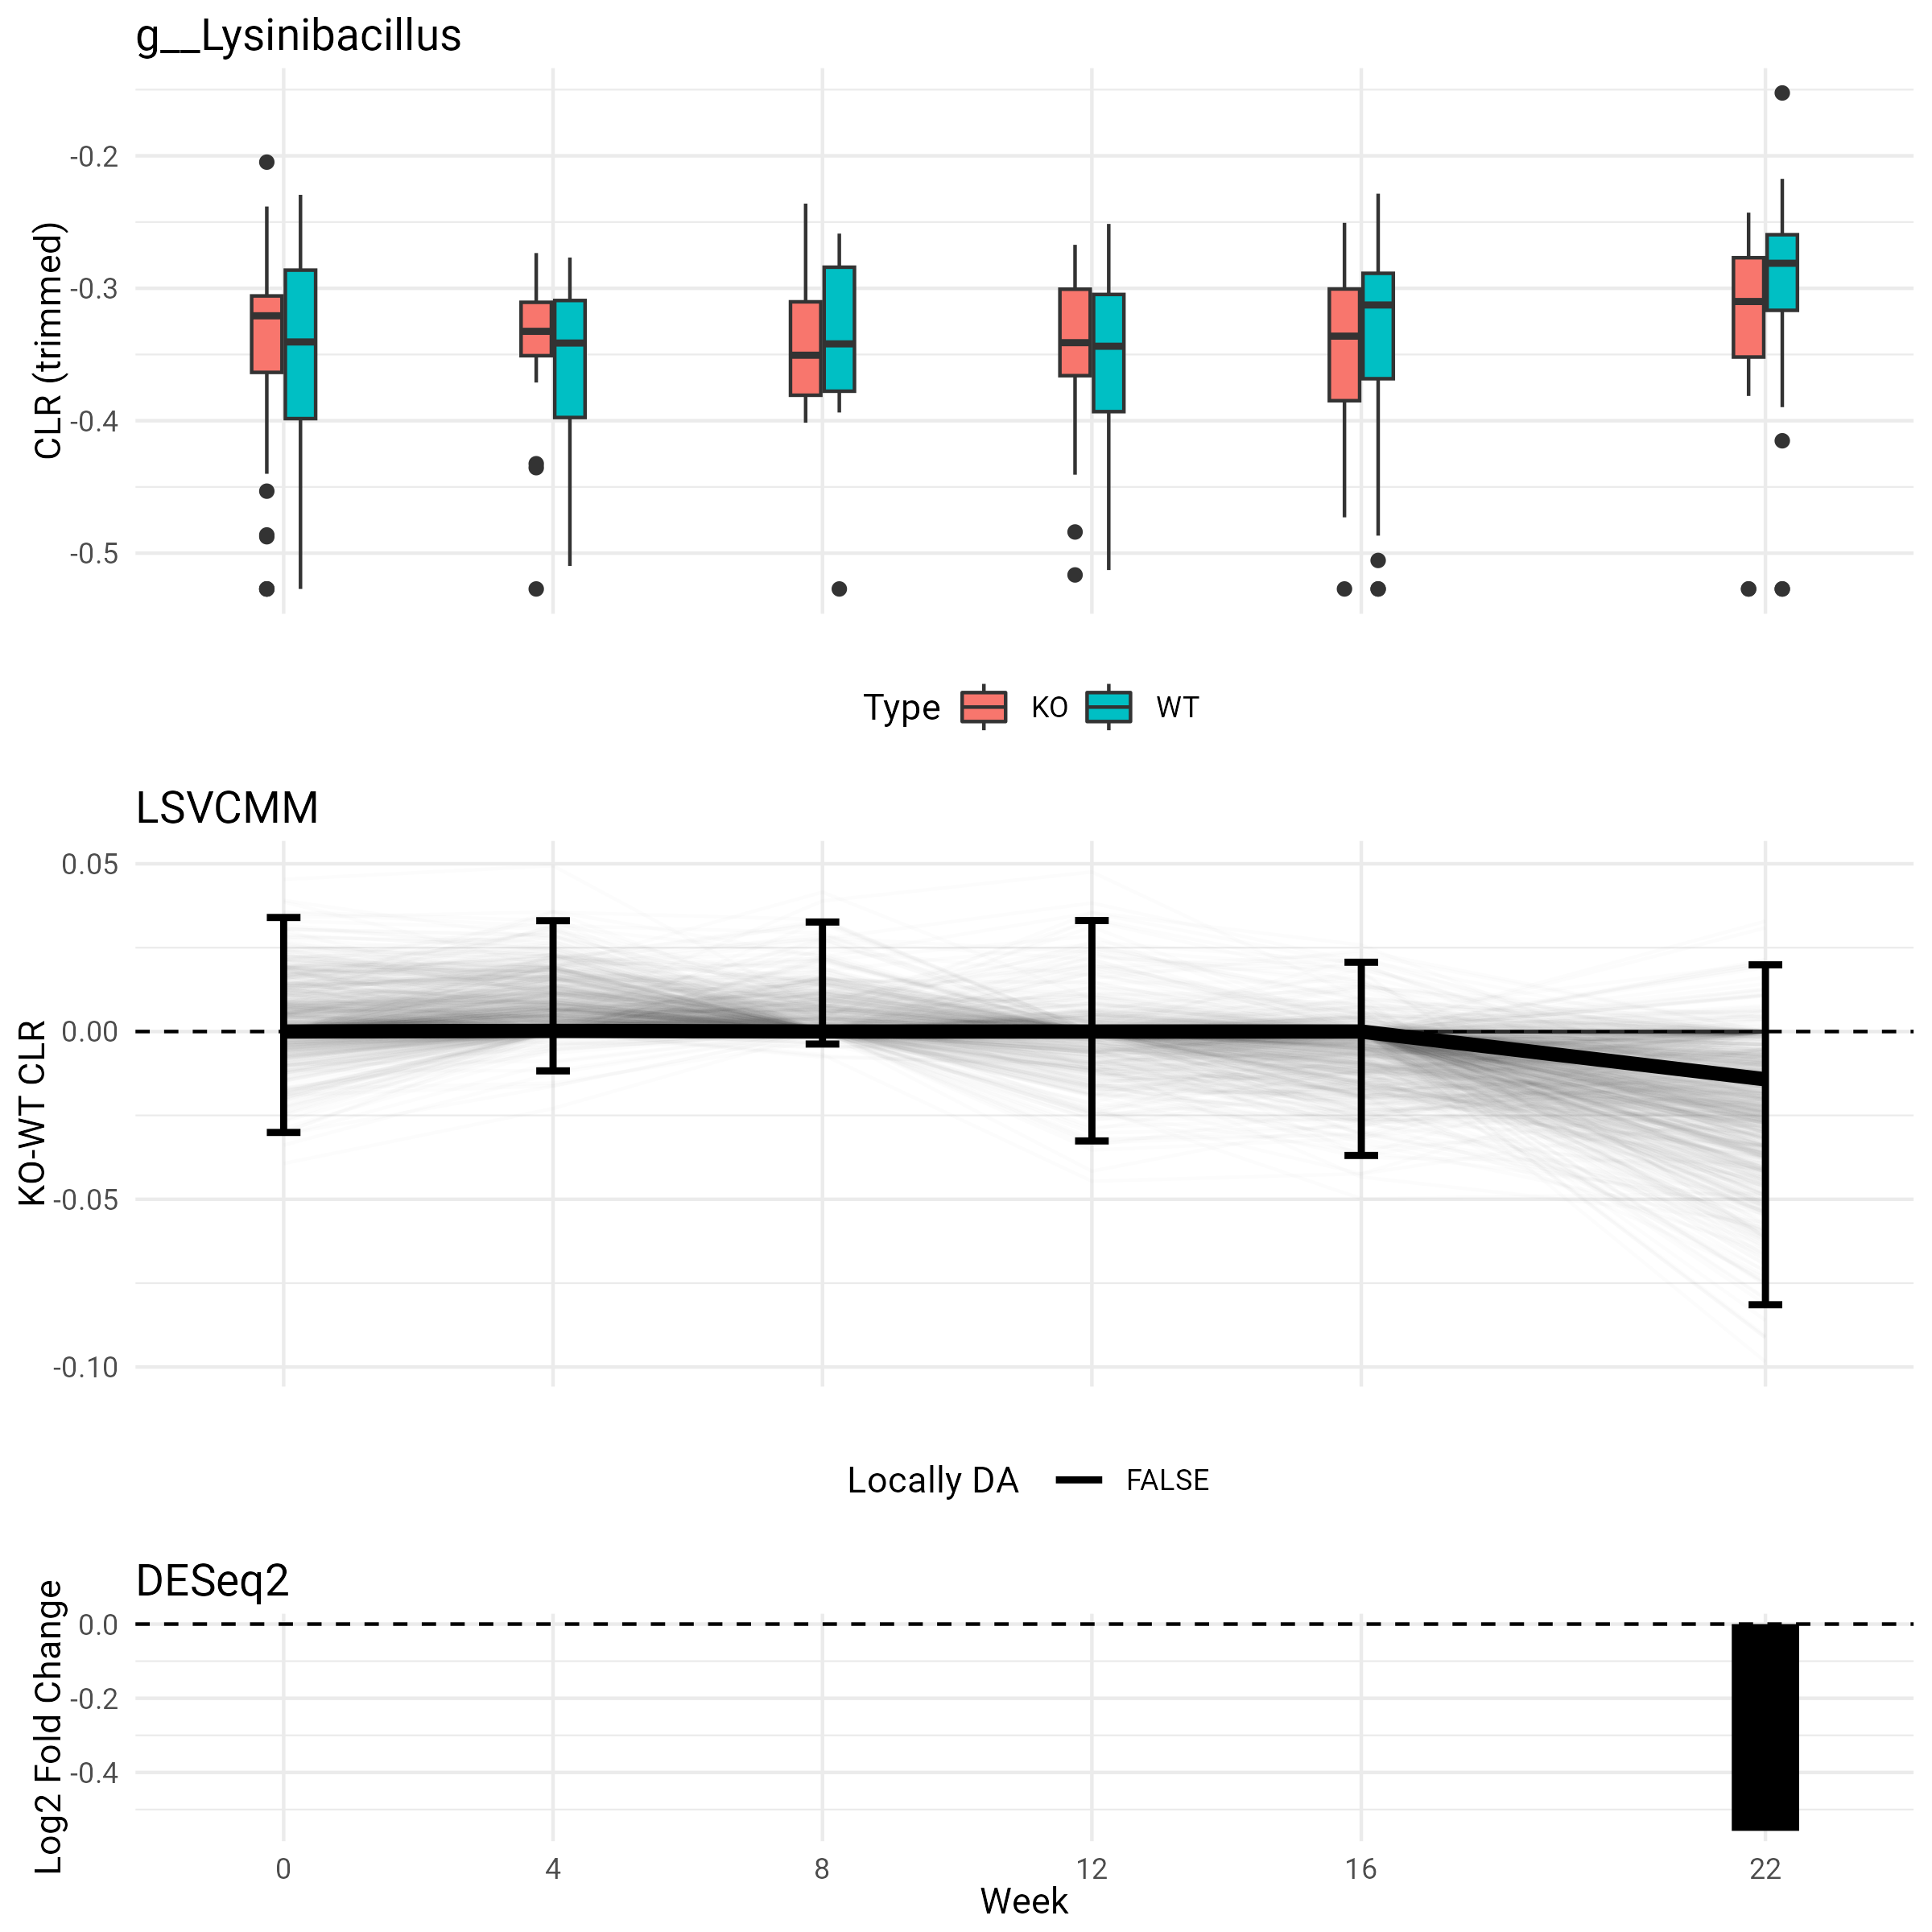 g__Lysinibacillus
CLR (trimmed)
-0.2
-0.3
-0.4
-0.5
Type KO WT
LSVCMM
KO-WT CLR
0.05
0.00
-0.05
-0.10
Locally DA FALSE
DESeq2
Log2 Fold Change
0.0
-0.2
-0.4
0 4 8 12 16 22
Week